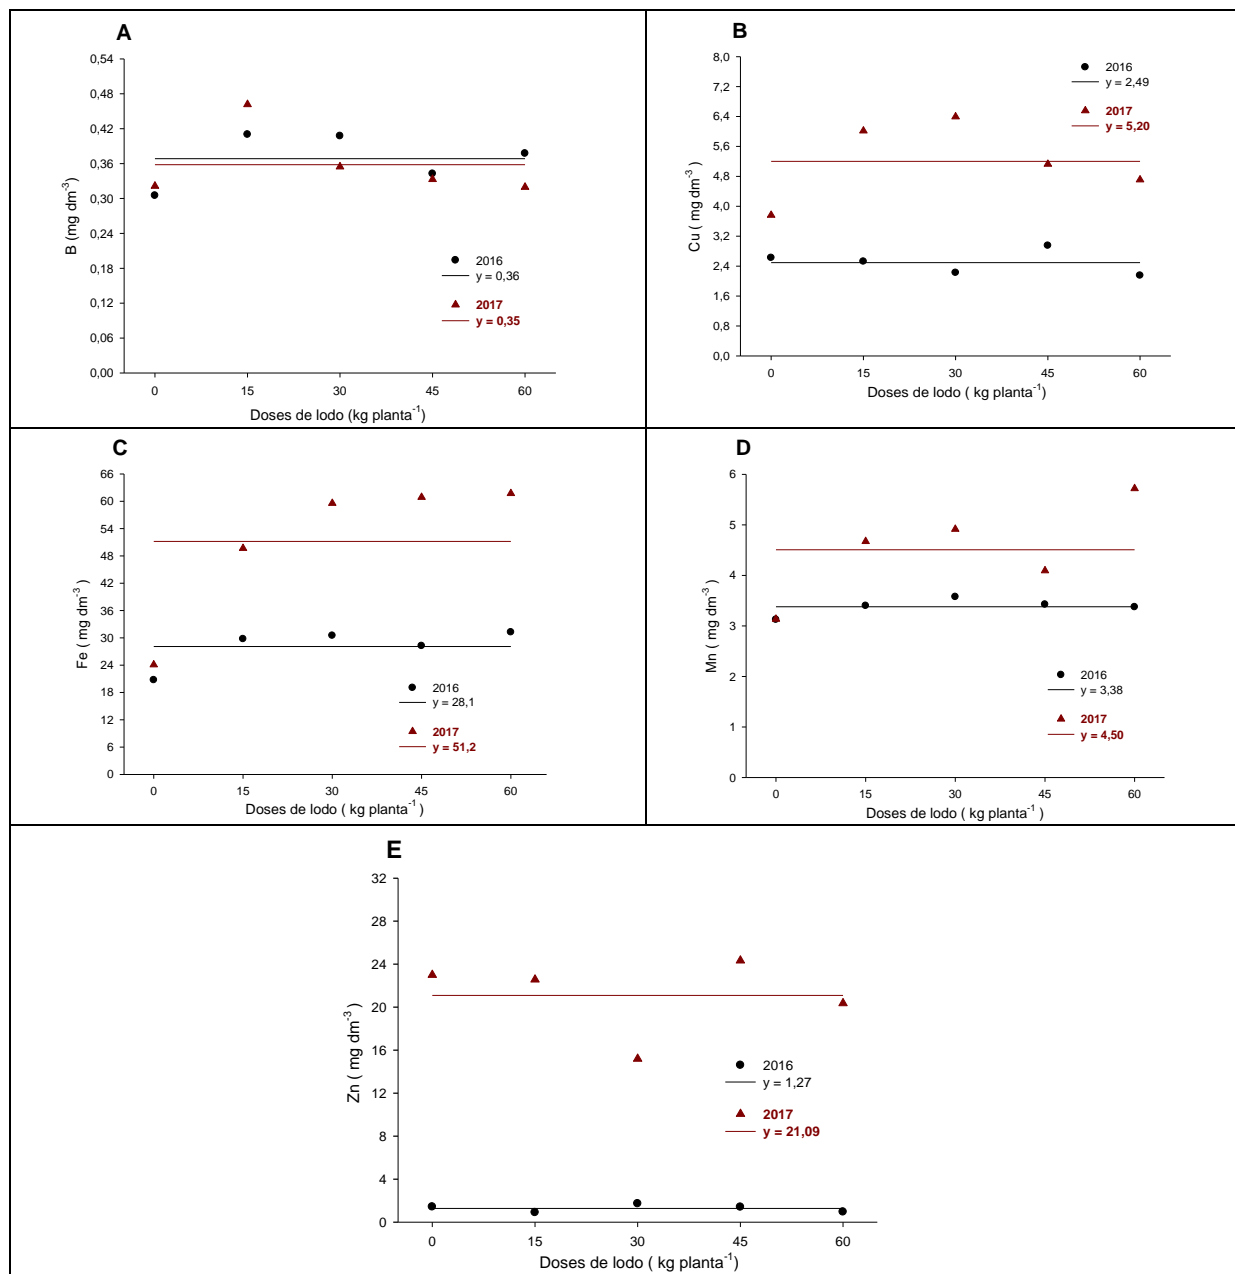 A
B (mg dm-3)
0,54
0,48
0,42
0,36
0,30
0,24
0,18
0,12
0,06
0,00
2016
y = 0,36
2017
y = 0,35
0 15 30 45 60
Doses de lodo (kg planta-1)
B
Cu ( mg dm-3)
8,0
7,2
6,4
5,6
4,8
4,0
3,2
2,4
1,6
0,8
0,0
2016
y = 2,49
2017
y = 5,20
0 15 30 45 60
Doses de lodo ( kg planta-1)
C
Fe ( mg dm-3)
66
60
54
48
42
36
30
24
18
12
6
0
2016
y = 28,1
2017
y = 51,2
0 15 30 45 60
Doses de lodo ( kg planta-1)
D
Mn ( mg dm-3)
6
5
4
3
2
1
0
2016
y = 3,38
2017
y = 4,50
0 15 30 45 60
Doses de lodo ( kg planta-1)
E
Zn ( mg dm-3)
32
28
24
20
16
12
8
4
0
2016
y = 1,27
2017
y = 21,09
0 15 30 45 60
Doses de lodo ( kg planta-1)